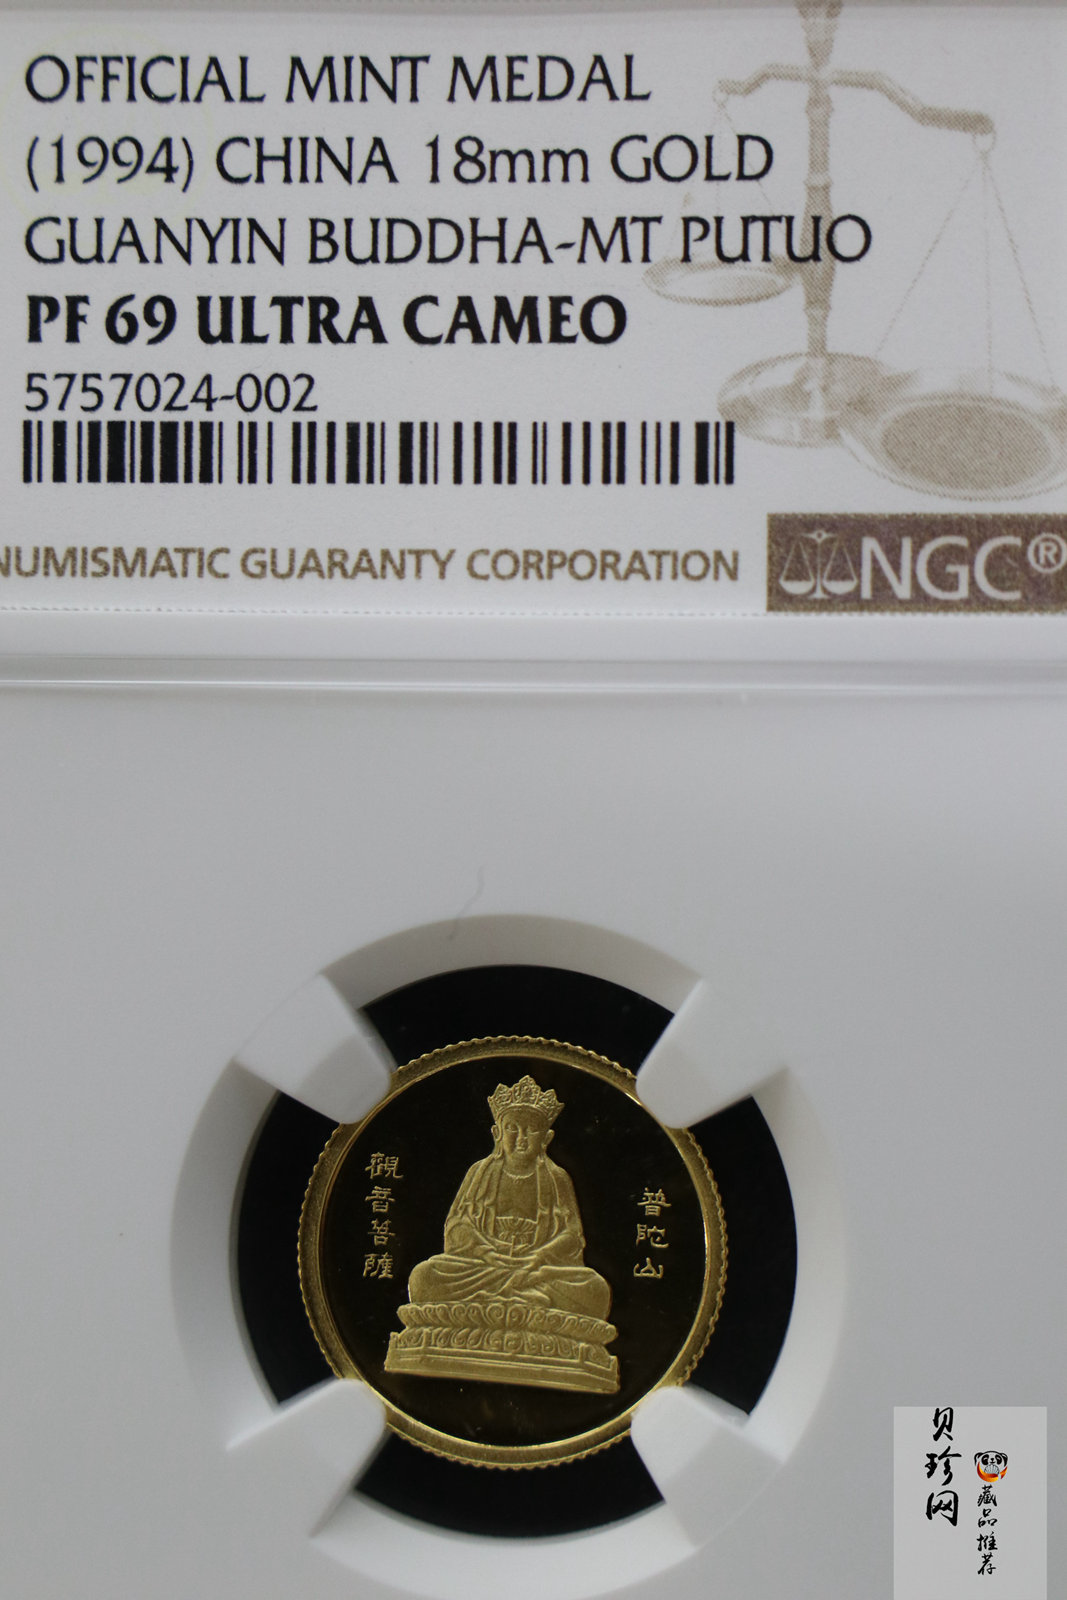 OFFICIAL MINT MEDAL
(1994) CHINA 18mm GOLD
GUANYIN BUDDHA-MT PUTUO
PF 69 ULTRA CAMEO
5757024-002
NUMISMATIC GUARANTY CORPORATION
NGC®
觀音菩薩
普陀山
贝珍网
藏品推荐